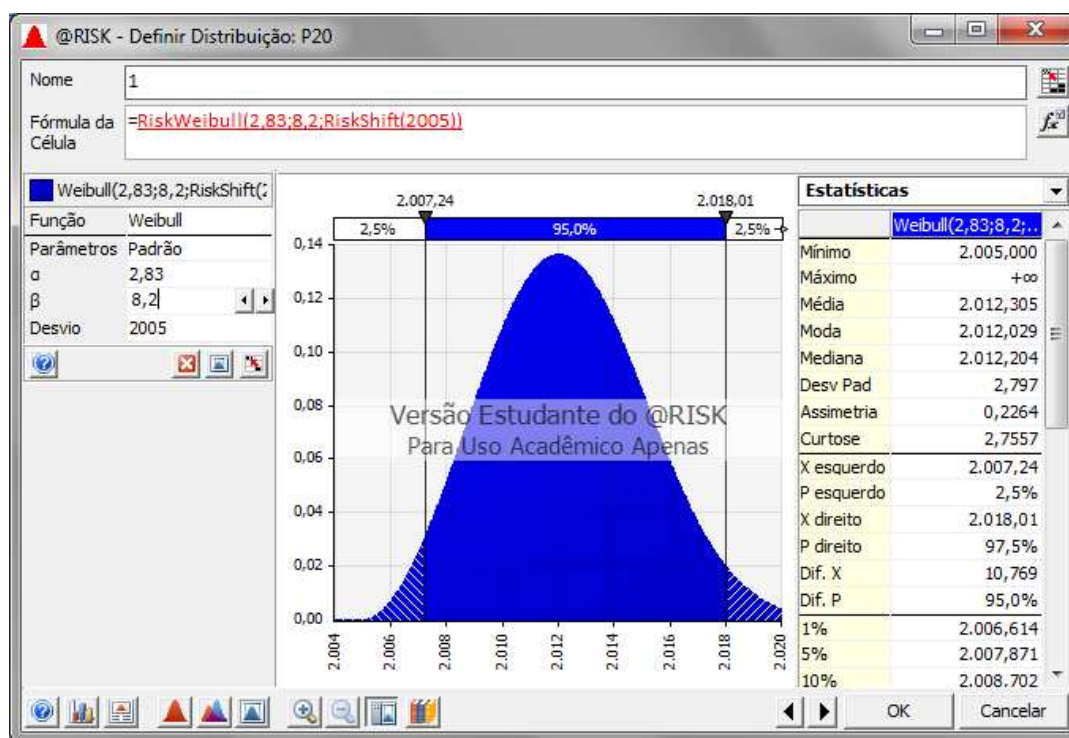 @RISK - Definir Distribuição: P20
Nome 1
Fórmula da Célula =RiskWeibull(2,83;8,2;RiskShift(2005))
Weibull(2,83;8,2;RiskShift(2
Função Weibull
Parâmetros Padrão
α 2,83
β 8,2
Desvio 2005
2.007,24 2.018,01
2,5% 95,0% 2,5%
0,14
0,12
0,10
0,08
0,06
0,04
0,02
0,00
Versão Estudante do @RISK
Para Uso Acadêmico Apenas
2.004 2.006 2.008 2.010 2.012 2.014 2.016 2.018 2.020
Estatísticas
Weibull(2,83;8,2;..
Mínimo 2.005,000
Máximo +∞
Média 2.012,305
Moda 2.012,029
Mediana 2.012,204
Desv Pad 2,797
Assimetria 0,2264
Curtose 2,7557
X esquerdo 2.007,24
P esquerdo 2,5%
X direito 2.018,01
P direito 97,5%
Dif. X 10,769
Dif. P 95,0%
1% 2.006,614
5% 2.007,871
10% 2.008,702
OK Cancelar